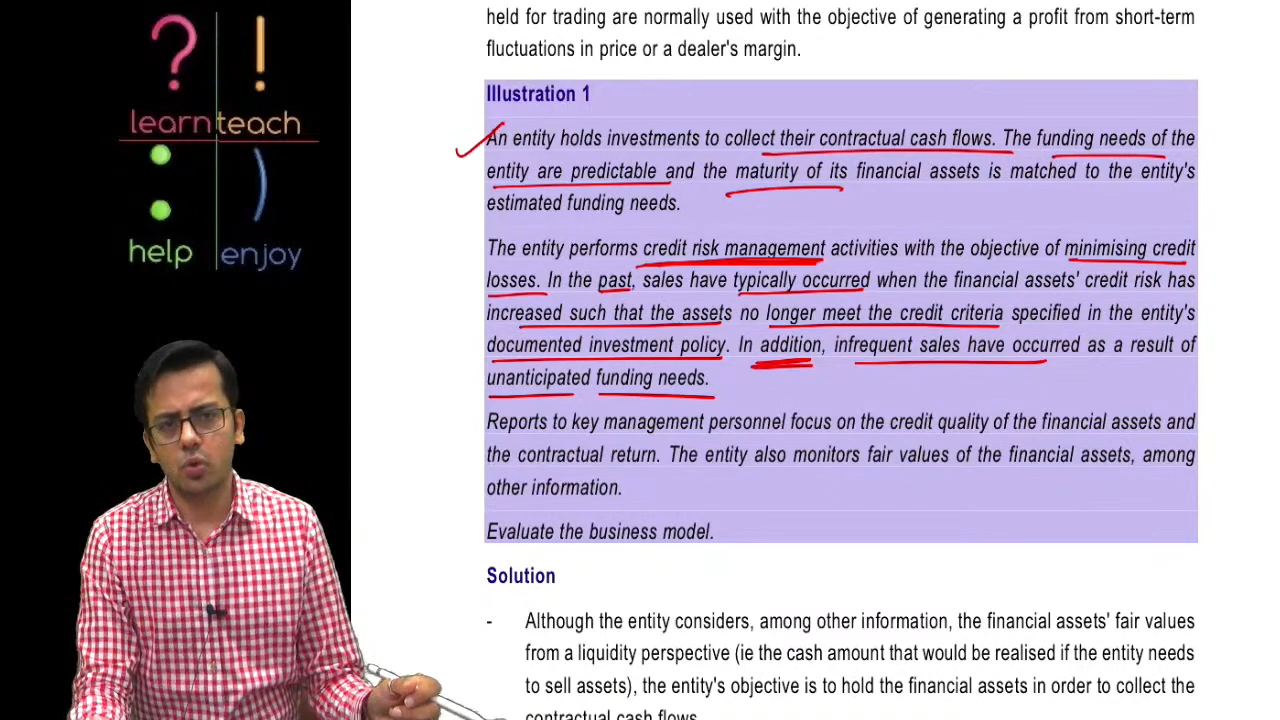 ?
!
learn teach
help enjoy
held for trading are normally used with the objective of generating a profit from short-term
fluctuations in price or a dealer's margin.
Illustration 1
An entity holds investments to collect their contractual cash flows. The funding needs of the
entity are predictable and the maturity of its financial assets is matched to the entity's
estimated funding needs.
The entity performs credit risk management activities with the objective of minimising credit
losses. In the past, sales have typically occurred when the financial assets' credit risk has
increased such that the assets no longer meet the credit criteria specified in the entity's
documented investment policy. In addition, infrequent sales have occurred as a result of
unanticipated funding needs.
Reports to key management personnel focus on the credit quality of the financial assets and
the contractual return. The entity also monitors fair values of the financial assets, among
other information.
Evaluate the business model.
Solution
- Although the entity considers, among other information, the financial assets' fair values
from a liquidity perspective (ie the cash amount that would be realised if the entity needs
to sell assets), the entity's objective is to hold the financial assets in order to collect the
contractual cash flows